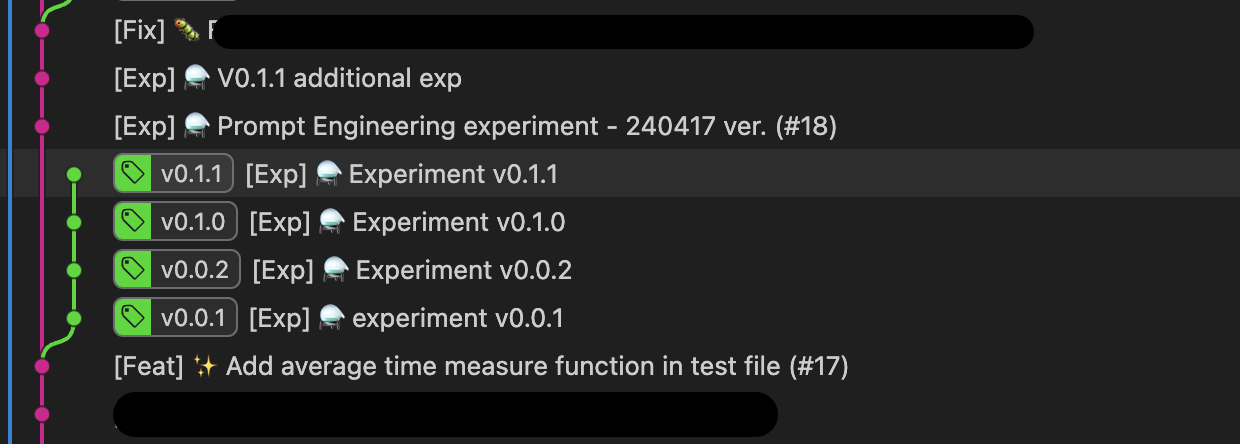 [Fix] 🐛
[Exp] ⚗️ V0.1.1 additional exp
[Exp] ⚗️ Prompt Engineering experiment - 240417 ver. (#18)
v0.1.1 [Exp] ⚗️ Experiment v0.1.1
v0.1.0 [Exp] ⚗️ Experiment v0.1.0
v0.0.2 [Exp] ⚗️ Experiment v0.0.2
v0.0.1 [Exp] ⚗️ experiment v0.0.1
[Feat] ✨ Add average time measure function in test file (#17)